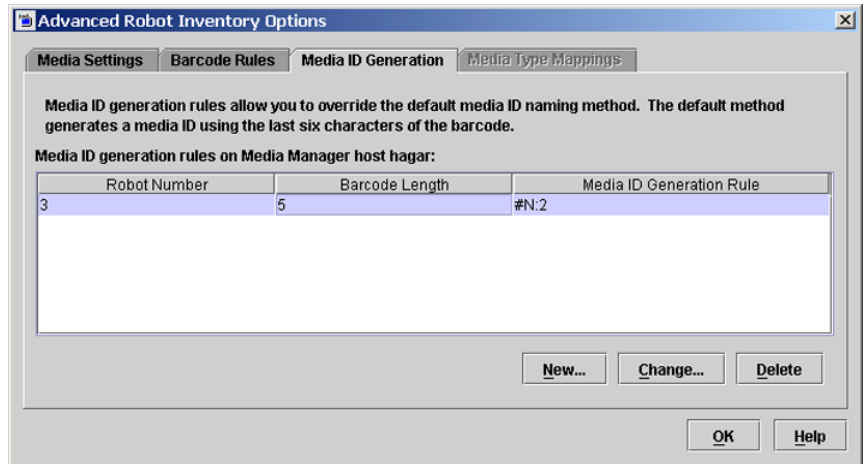 Advanced Robot Inventory Options
Media Settings Barcode Rules Media ID Generation Media Type Mappings
Media ID generation rules allow you to override the default media ID naming method. The default method
generates a media ID using the last six characters of the barcode.
Media ID generation rules on Media Manager host hagar:
Robot Number Barcode Length Media ID Generation Rule
3 5 #N:2
New... Change... Delete
OK Help